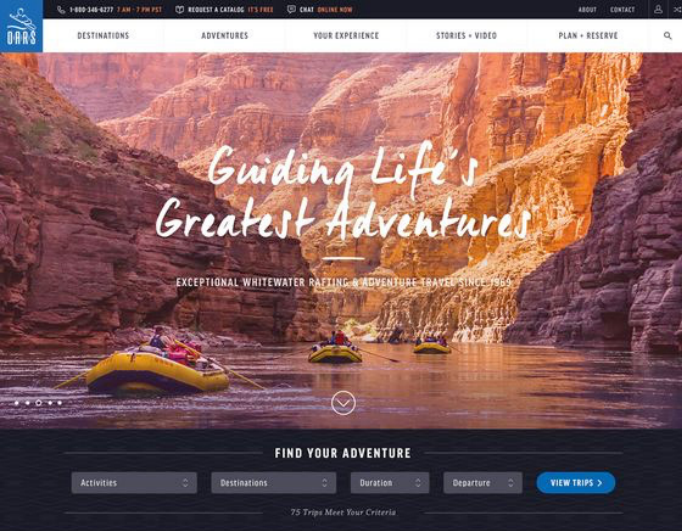 OARS
1-800-346-6277 7 AM - 7 PM PST REQUEST A CATALOG IT'S FREE CHAT ONLINE NOW ABOUT CONTACT
DESTINATIONS ADVENTURES YOUR EXPERIENCE STORIES + VIDEO PLAN + RESERVE
Guiding Life's
Greatest Adventures
EXCEPTIONAL WHITEWATER RAFTING & ADVENTURE TRAVEL SINCE 1969
FIND YOUR ADVENTURE
Activities Destinations Duration Departure VIEW TRIPS
75 Trips Meet Your Criteria